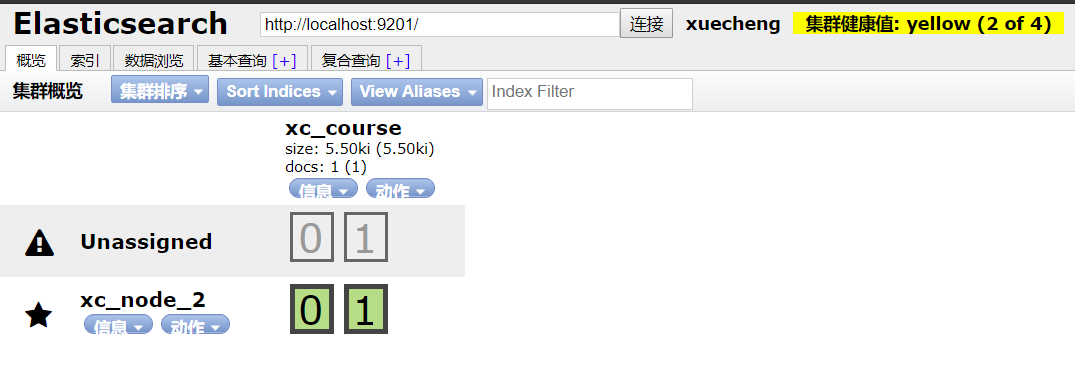 Elasticsearch http://localhost:9201/ 连接 xuecheng 集群健康值: yellow (2 of 4)
概览 索引 数据浏览 基本查询 [+] 复合查询 [+]
集群概览 集群排序 Sort Indices View Aliases Index Filter
xc_course
size: 5.50ki (5.50ki)
docs: 1 (1)
信息 动作
Unassigned 0 1
xc_node_2 0 1
信息 动作